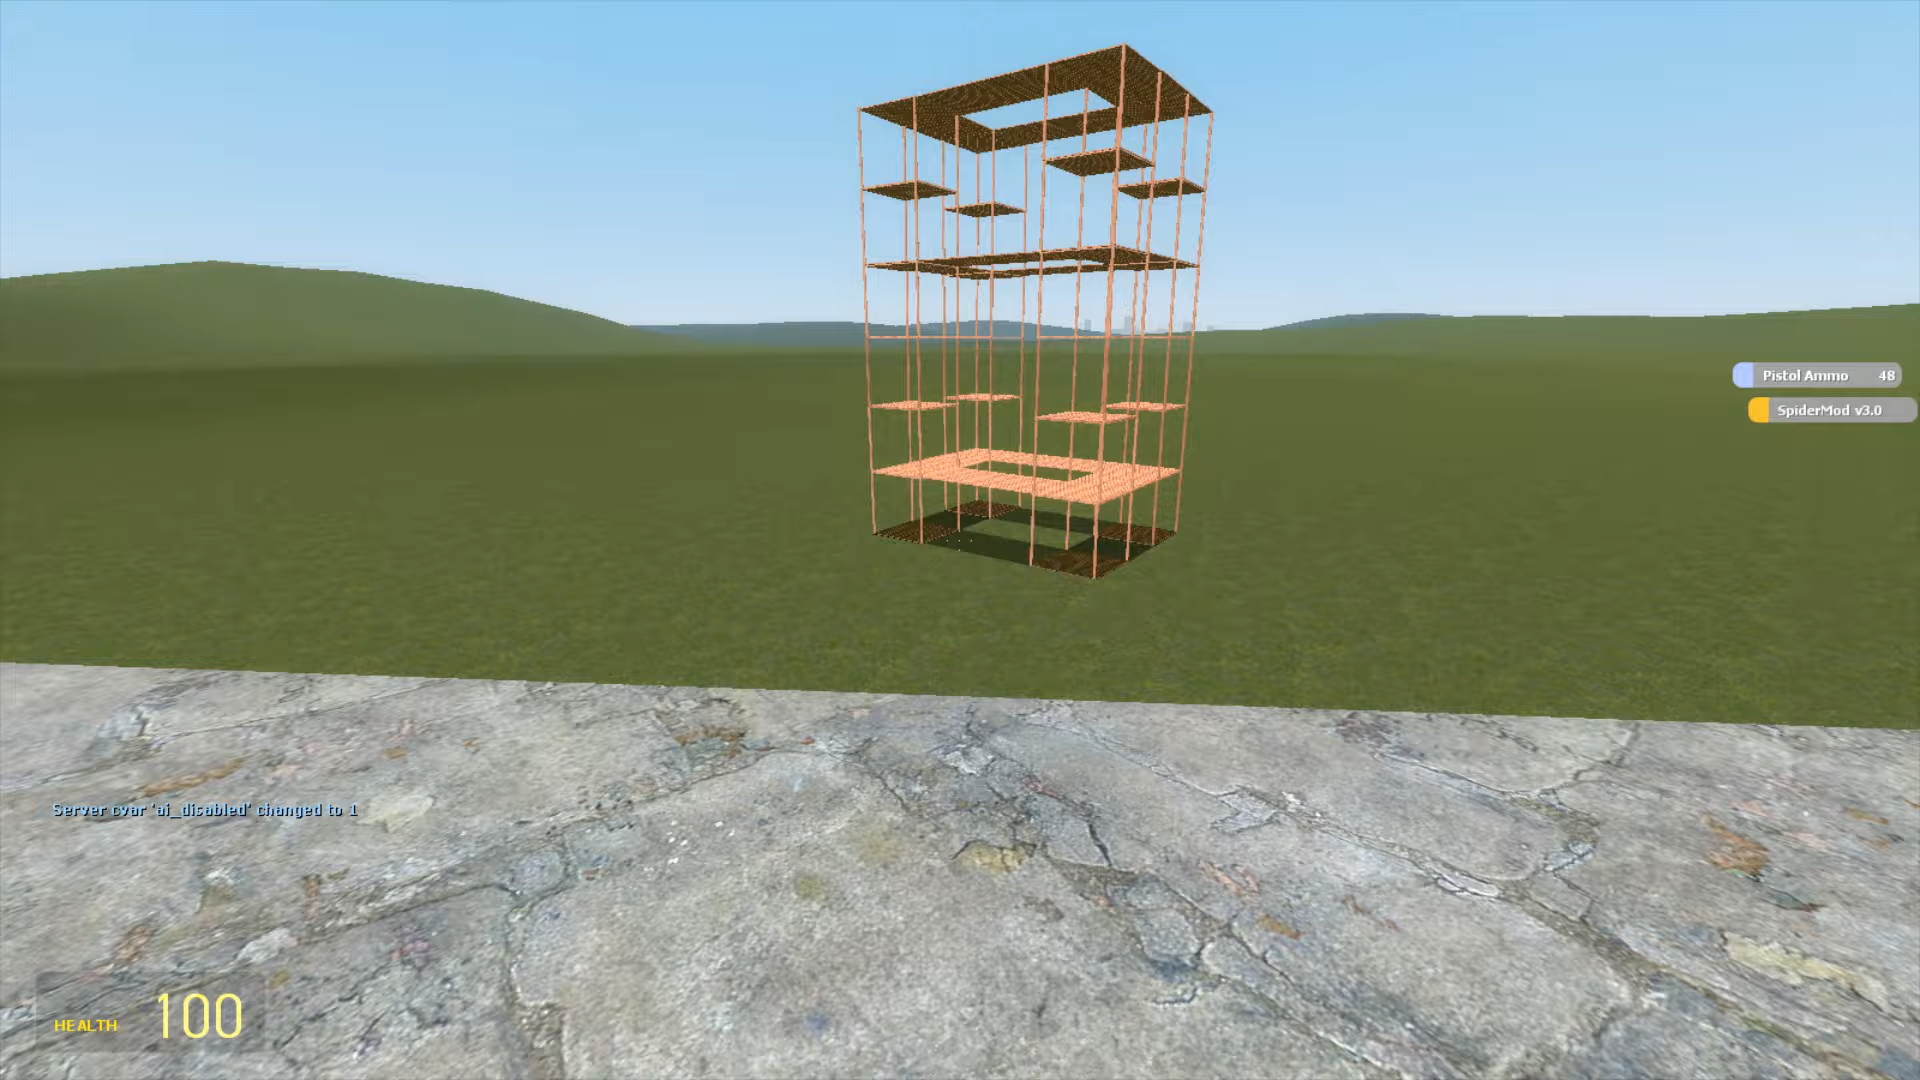 Pistol Ammo 48
SpiderMod v3.0
Server cvar 'ai_disabled' changed to 1
HEALTH 100